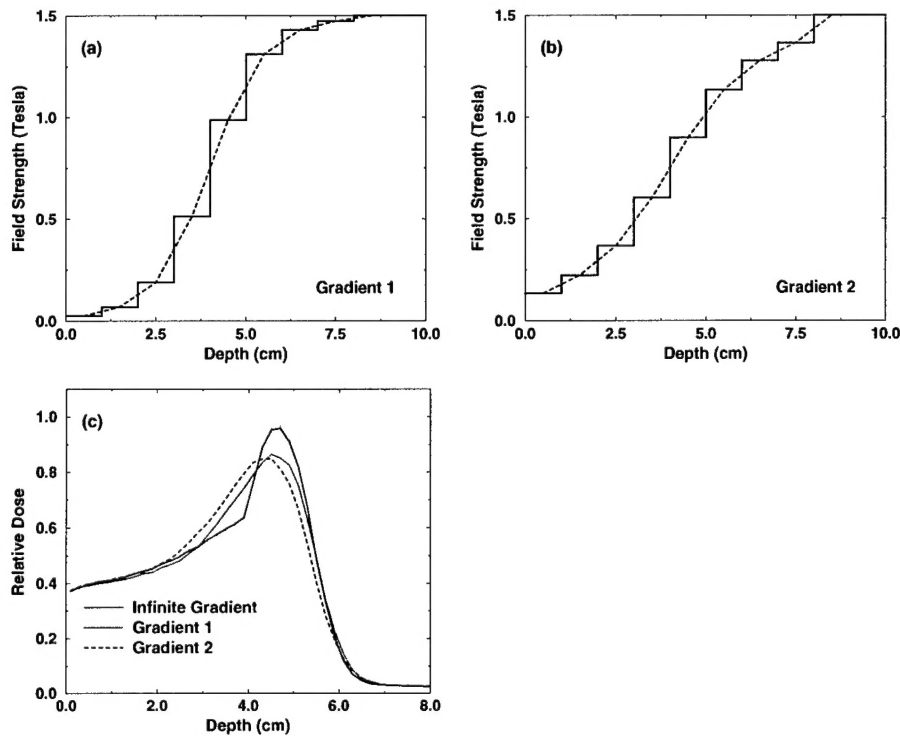 (a)
1.5
1.0
0.5
0.0
Field Strength (Tesla)
Gradient 1
0.0 2.5 5.0 7.5 10.0
Depth (cm)
(b)
1.5
1.0
0.5
0.0
Field Strength (Tesla)
Gradient 2
0.0 2.5 5.0 7.5 10.0
Depth (cm)
(c)
1.0
0.8
0.6
0.4
0.2
0.0
Relative Dose
Infinite Gradient
Gradient 1
Gradient 2
0.0 2.0 4.0 6.0 8.0
Depth (cm)